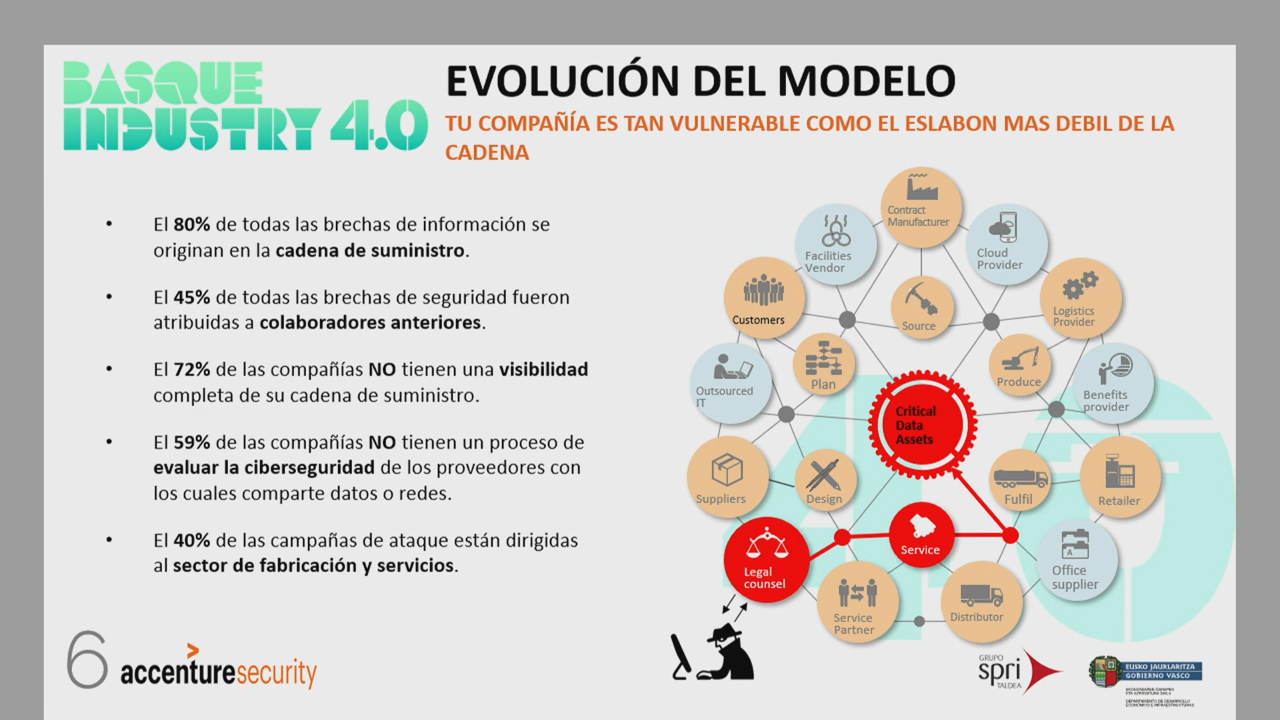 BASQUE
INDUSTRY 4.0
EVOLUCIÓN DEL MODELO
TU COMPAÑÍA ES TAN VULNERABLE COMO EL ESLABON MAS DEBIL DE LA
CADENA
• El 80% de todas las brechas de información se
originan en la cadena de suministro.
• El 45% de todas las brechas de seguridad fueron
atribuidas a colaboradores anteriores.
• El 72% de las compañías NO tienen una visibilidad
completa de su cadena de suministro.
• El 59% de las compañías NO tienen un proceso de
evaluar la ciberseguridad de los proveedores con
los cuales comparte datos o redes.
• El 40% de las campañas de ataque están dirigidas
al sector de fabricación y servicios.
Contract
Manufacturer
Facilities
Vendor
Cloud
Provider
Customers
Source
Logistics
Provider
Plan
Produce
Outsourced
IT
Benefits
provider
Critical
Data
Assets
Suppliers
Design
Fulfil
Retailer
Legal
counsel
Service
Office
supplier
Service
Partner
Distributor
4.0
6
accenturesecurity
GRUPO
spri
TALDEA
EUSKO JAURLARITZA
GOBIERNO VASCO